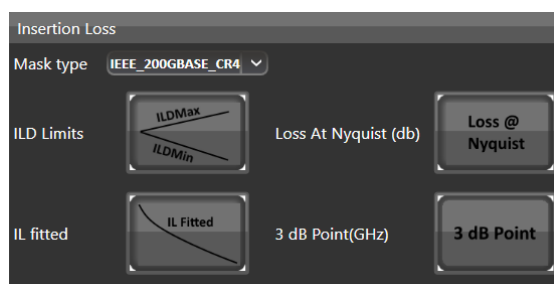 Insertion Loss
Mask type IEEE_200GBASE_CR4
ILD Limits
ILDMax
ILDMin
Loss At Nyquist (db)
Loss @
Nyquist
IL fitted
IL Fitted
3 dB Point(GHz)
3 dB Point